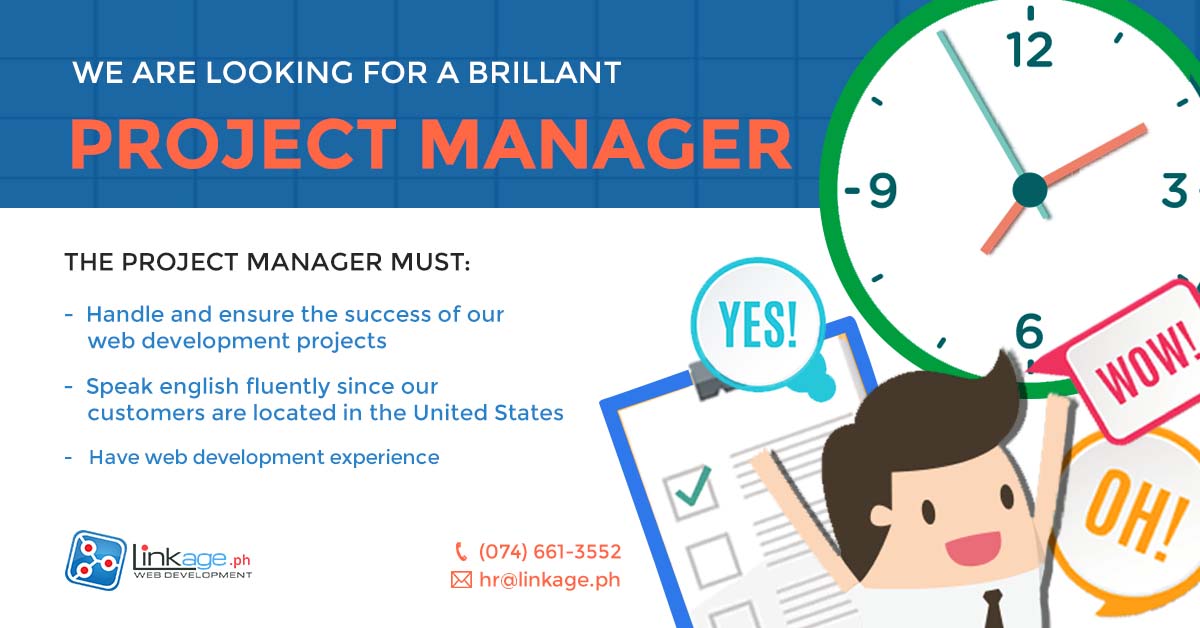 WE ARE LOOKING FOR A BRILLANT
PROJECT MANAGER
THE PROJECT MANAGER MUST:
- Handle and ensure the success of our
web development projects
- Speak english fluently since our
customers are located in the United States
- Have web development experience
Linkage.ph
WEB DEVELOPMENT
(074) 661-3552
hr@linkage.ph
12
9
3
6
YES!
WOW!
OH!